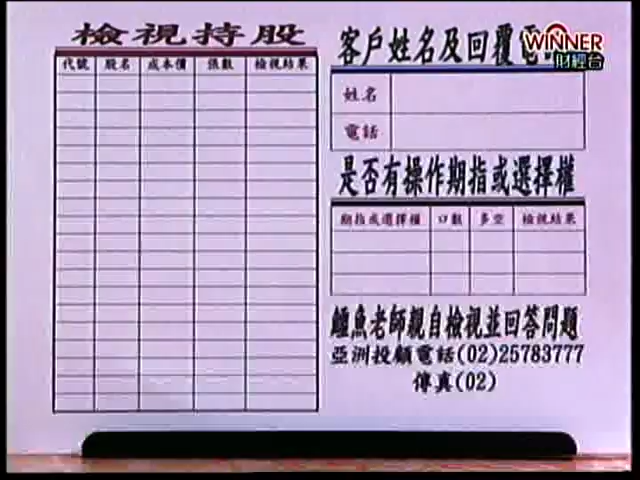 檢視持股
代號 股名 成本價 張數 檢視結果
客戶姓名及回覆電
WINNER
財經台
姓名
電話
是否有操作期指或選擇權
期指或選擇權 口數 多空 檢視結果
鱷魚老師親自檢視並回答問題
亞洲投顧電話(02)25783777
傳真(02)